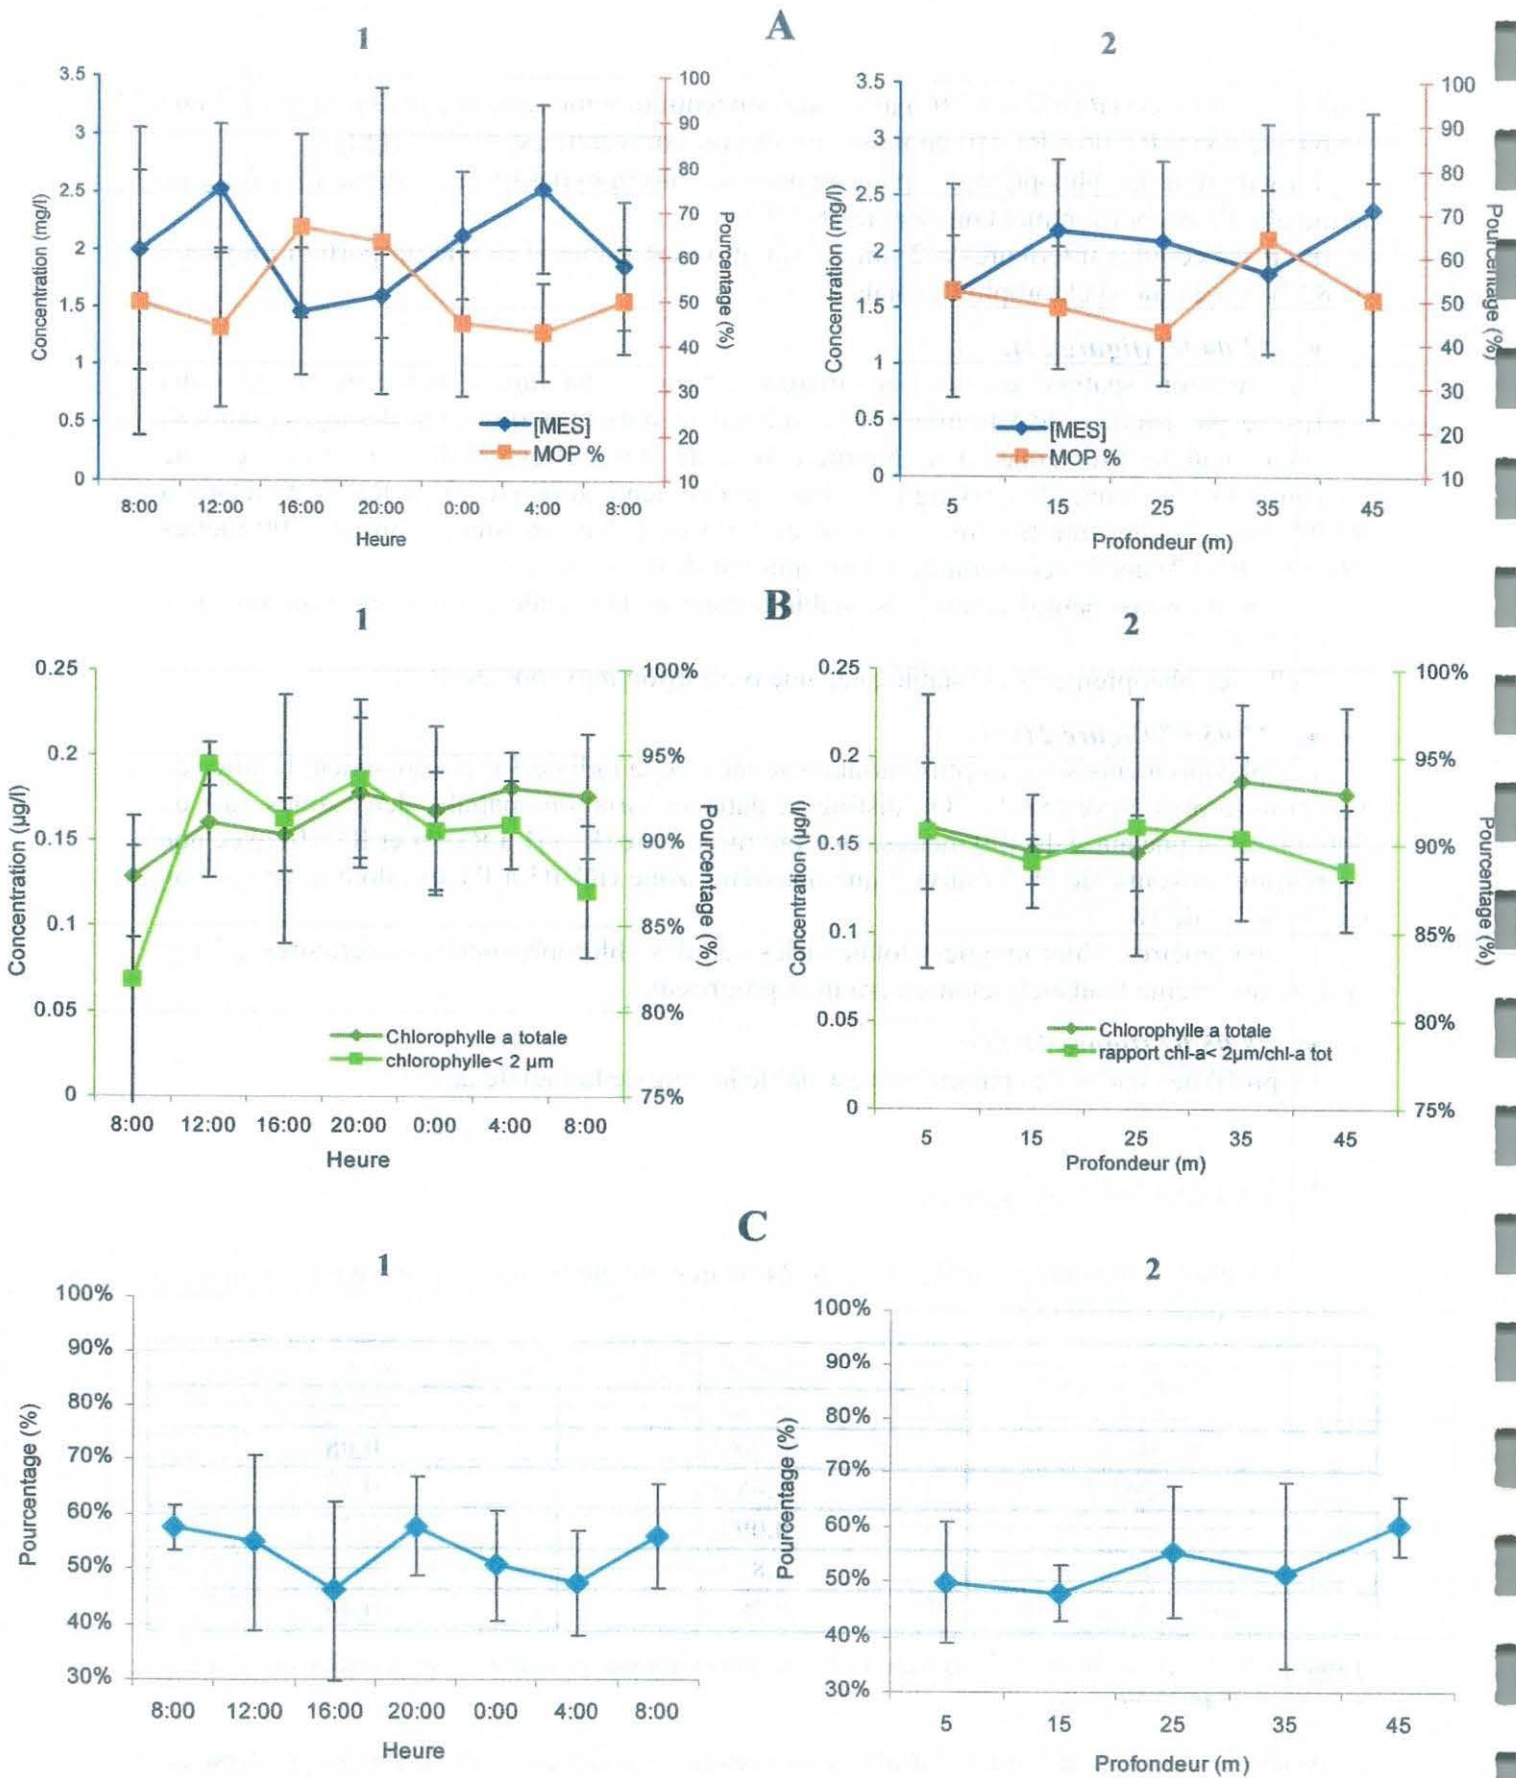 A
1
3.5
3
2.5
2
1.5
1
0.5
0
Concentration (mg/l)
100
90
80
70
60
50
40
30
20
10
Pourcentage (%)
[MES]
MOP %
8:00 12:00 16:00 20:00 0:00 4:00 8:00
Heure
2
3.5
3
2.5
2
1.5
1
0.5
0
Concentration (mg/l)
100
90
80
70
60
50
40
30
20
10
Pourcentage (%)
[MES]
MOP %
5 15 25 35 45
Profondeur (m)
B
1
0.25
0.2
0.15
0.1
0.05
0
Concentration (µg/l)
100%
95%
90%
85%
80%
75%
Pourcentage (%)
Chlorophylle a totale
chlorophylle< 2 µm
8:00 12:00 16:00 20:00 0:00 4:00 8:00
Heure
2
0.25
0.2
0.15
0.1
0.05
0
Concentration (µg/l)
100%
95%
90%
85%
80%
75%
Pourcentage (%)
Chlorophylle a totale
rapport chl-a< 2µm/chl-a tot
5 15 25 35 45
Profondeur (m)
C
1
100%
90%
80%
70%
60%
50%
40%
30%
Pourcentage (%)
8:00 12:00 16:00 20:00 0:00 4:00 8:00
Heure
2
100%
90%
80%
70%
60%
50%
40%
30%
Pourcentage (%)
5 15 25 35 45
Profondeur (m)